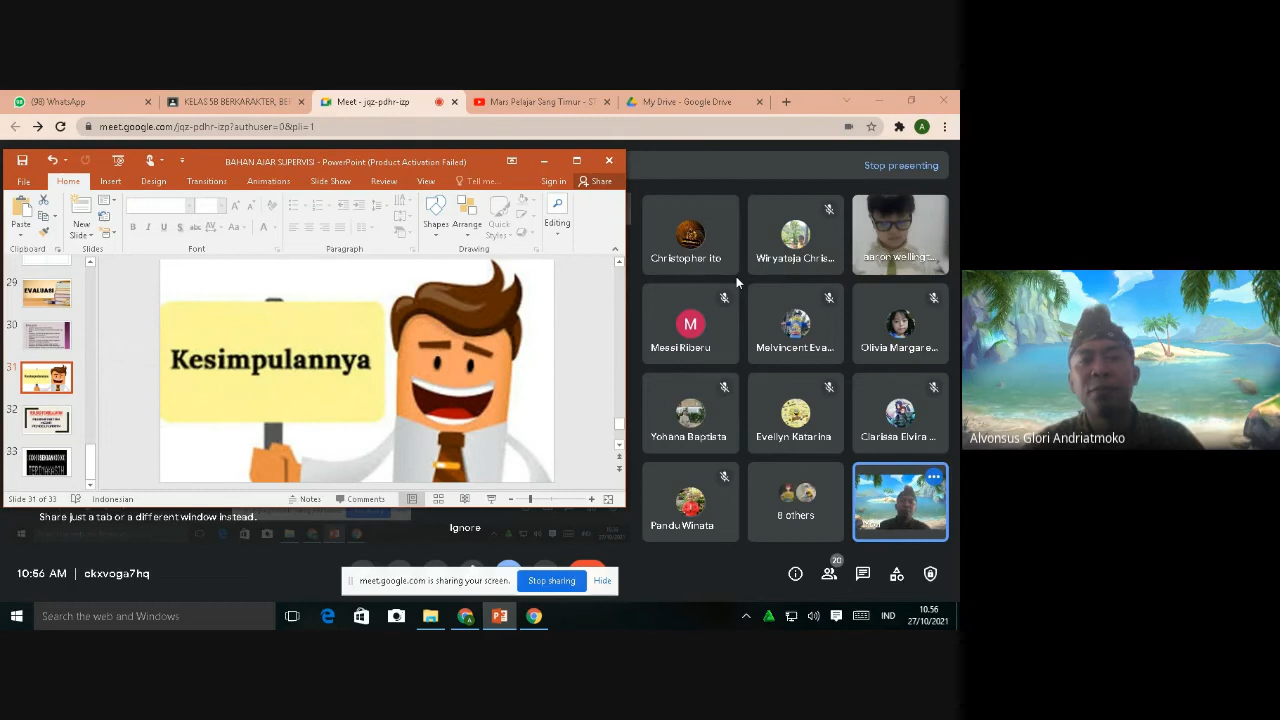 (98) WhatsApp
KELAS 5B BERKARAKTER, BE
Meet - jqz-pdhr-izp
Mars Pelajar Sang Timur - ST
My Drive - Google Drive
meet.google.com/jqz-pdhr-izp?authuser=0&pli=1
A
BAHAN AJAR SUPERVISI - PowerPoint (Product Activation Failed)
Stop presenting
File
Home
Insert
Design
Transitions
Animations
Slide Show
Review
View
Tell me...
Sign in
Share
Paste
New
Slide
Shapes
Arrange
Quick
Styles
Editing
Clipboard
Slides
Font
Paragraph
Drawing
29
EVALUASI
30
31
32
33
Kesimpulannya
Slide 31 of 33
Indonesian
Notes
Comments
Christopher ito
Wiryateja Chris...
aaron wellingt...
M
Messi Riberu
Melvincent Eva...
Olivia Margare...
Yohana Baptista
Evellyn Katarina
Clarissa Elvira ...
Pandu Winata
8 others
Alvonsus Glori Andriatmoko
Share just a tab or a different window instead.
Ignore
10:56 AM | ckxvoga7hq
meet.google.com is sharing your screen.
Stop sharing
Hide
20
Search the web and Windows
IND
10.56
27/10/2021